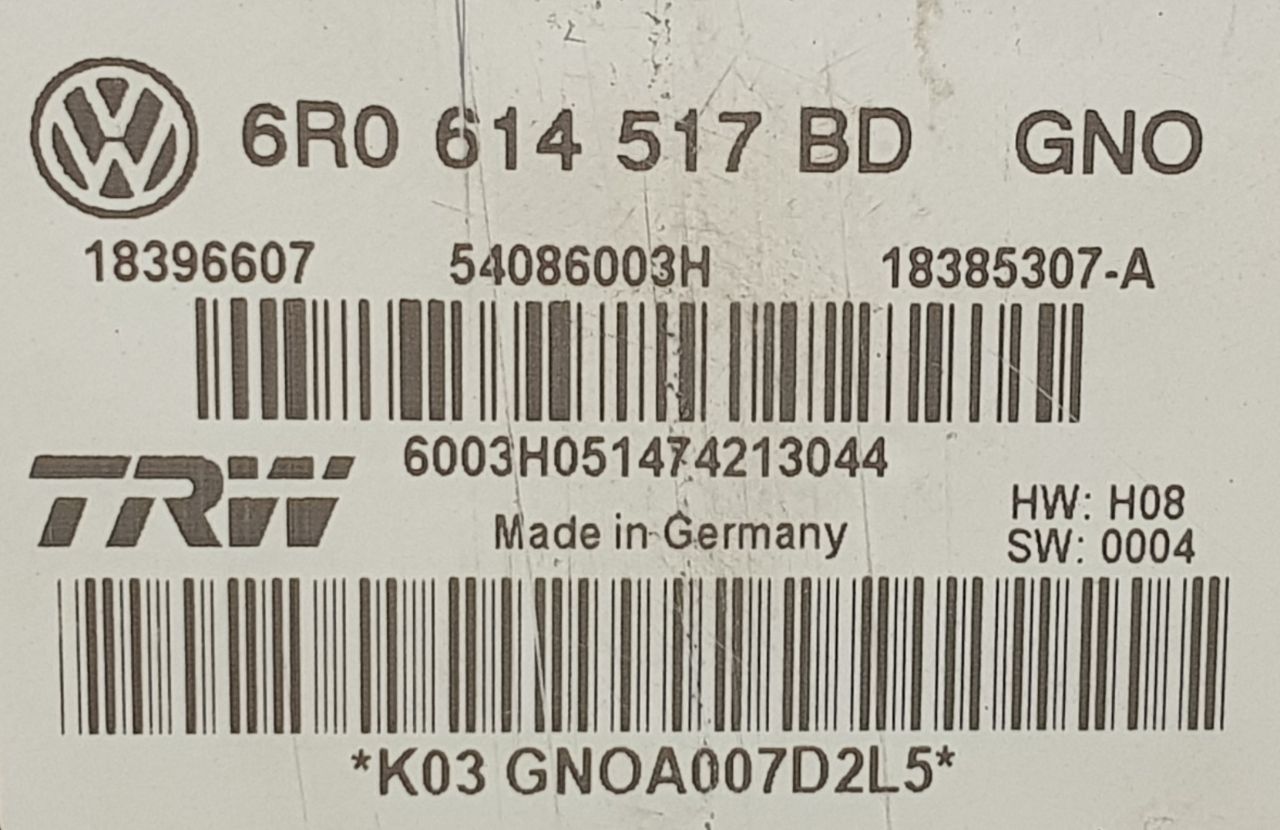 6R0 614 517 BD GNO
18396607 54086003H 18385307-A
6003H051474213044
TRW
Made in Germany
HW: H08
SW: 0004
*K03 GNOA007D2L5*